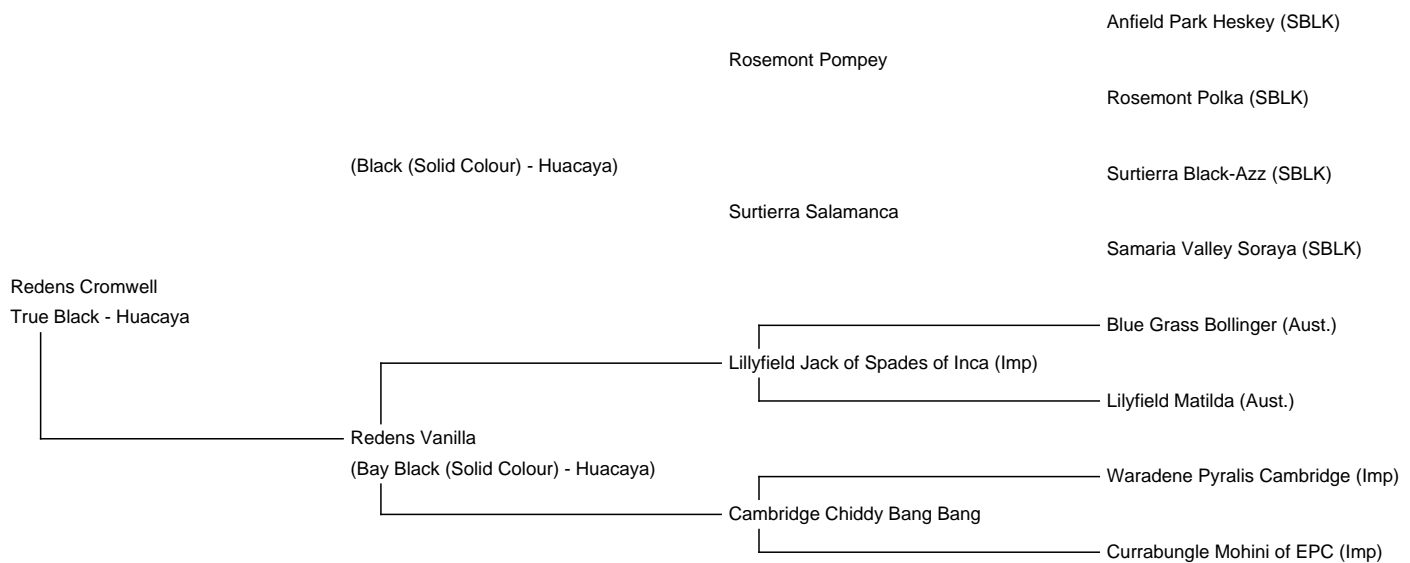 Anfield Park Heskey (SBLK)
Rosemont Pompey
Rosemont Polka (SBLK)
(Black (Solid Colour) - Huacaya)
Surtierra Black-Azz (SBLK)
Surtierra Salamanca
Samaria Valley Soraya (SBLK)
Redens Cromwell
True Black - Huacaya
Blue Grass Bollinger (Aust.)
Lillyfield Jack of Spades of Inca (Imp)
Lilyfield Matilda (Aust.)
Redens Vanilla
(Bay Black (Solid Colour) - Huacaya)
Waradene Pyralis Cambridge (Imp)
Cambridge Chiddy Bang Bang
Currabungle Mohini of EPC (Imp)